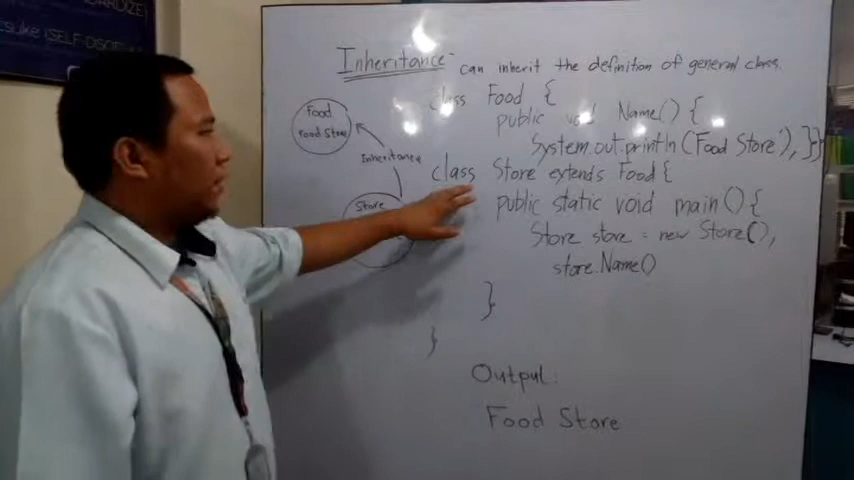 Inheritance - can inherit the definition of general class.
class Food {
public void Name() {
System.out.println(Food Store"), }}
class Store extends Food {
public static void main() {
Store store = new Store(),
store.Name()
}
}
Output:
Food Store
Food
Food Store
Inheritance
Store